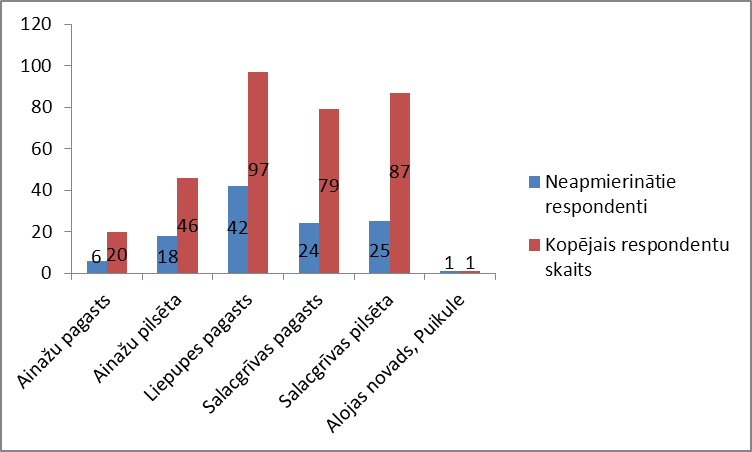 120
100
80
60
40
20
0
6 20
18 46
42 97
24 79
25 87
1 1
Ainažu pagasts
Ainažu pilsēta
Liepupes pagasts
Salacgrīvas pagasts
Salacgrīvas pilsēta
Alojas novads, Puikule
Neapmierinātie
respondenti
Kopējais respondentu
skaits